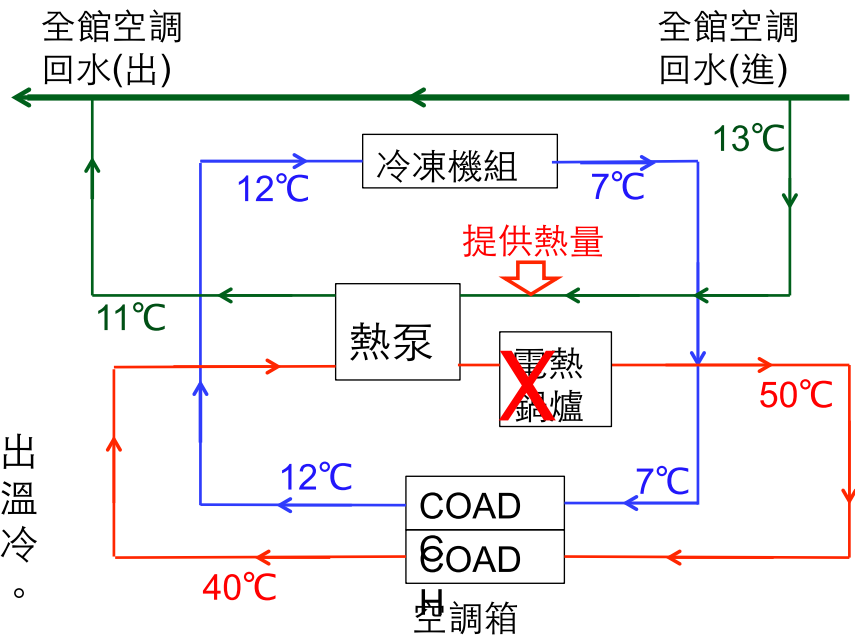 全館空調
回水(出)
全館空調
回水(進)
13℃
冷凍機組
12℃
7℃
提供熱量
11℃
熱泵
電熱
鍋爐
X
50℃
出
溫
冷
。
12℃
7℃
COAD
C
COAD
H
40℃
空調箱